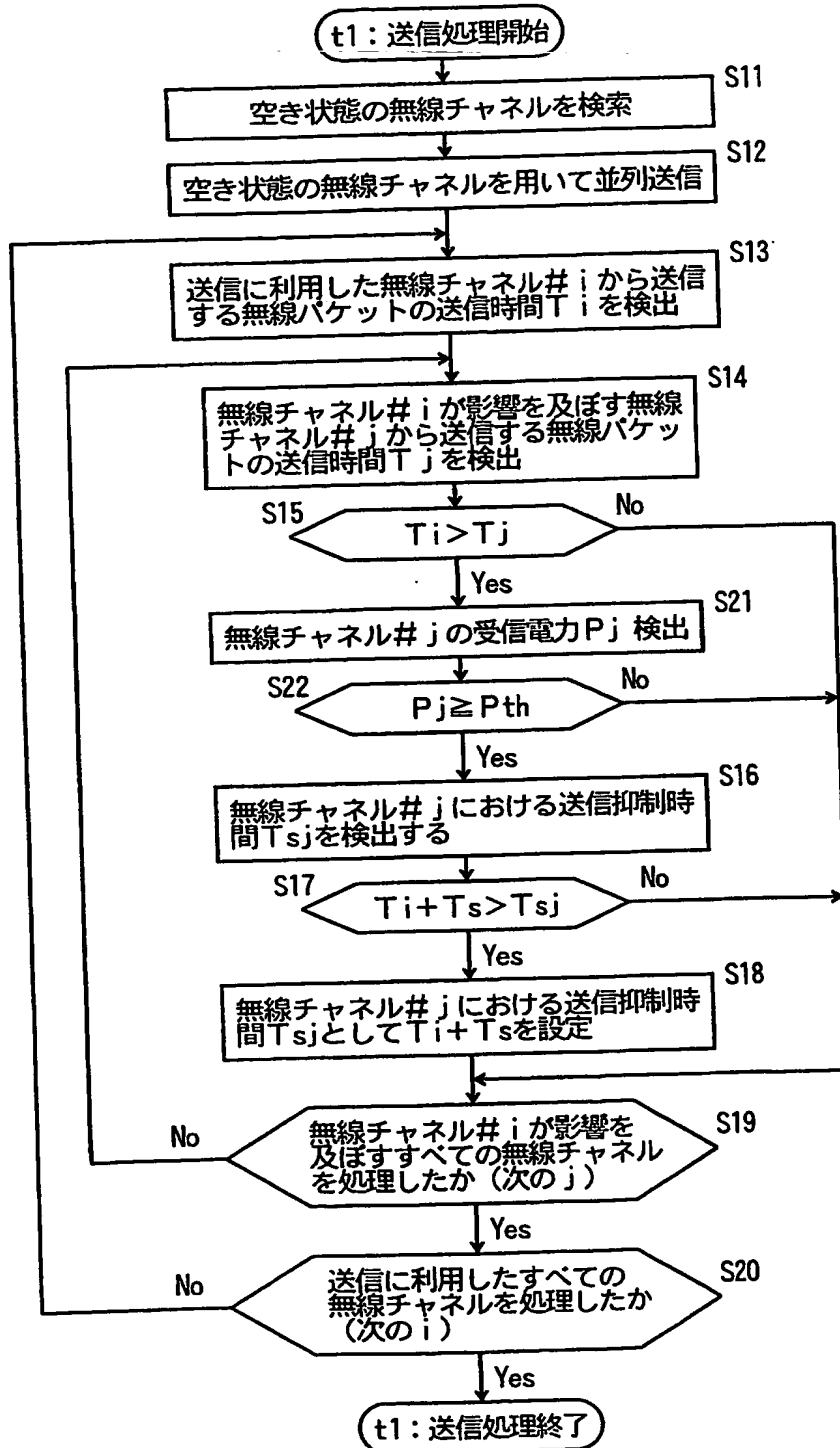 t1：送信処理開始
S11
空き状態の無線チャネルを検索
S12
空き状態の無線チャネルを用いて並列送信
S13
送信に利用した無線チャネル＃ｉから送信
する無線パケットの送信時間Ｔｉを検出
S14
無線チャネル＃ｉが影響を及ぼす無線
チャネル＃ｊから送信する無線パケッ
トの送信時間Ｔｊを検出
S15
Ｔｉ＞Ｔｊ
No
Yes
S21
無線チャネル＃ｊの受信電力Ｐｊ検出
S22
Ｐｊ≧Ｐth
No
Yes
S16
無線チャネル＃ｊにおける送信抑制時
間Ｔsjを検出する
S17
Ｔｉ＋Ｔｓ＞Ｔsj
No
Yes
S18
無線チャネル＃ｊにおける送信抑制時
間ＴsjとしてＴｉ＋Ｔｓを設定
S19
無線チャネル＃ｉが影響を
及ぼすすべての無線チャネル
を処理したか（次のｊ）
No
Yes
S20
送信に利用したすべての
無線チャネルを処理したか
（次のｉ）
No
Yes
t1：送信処理終了